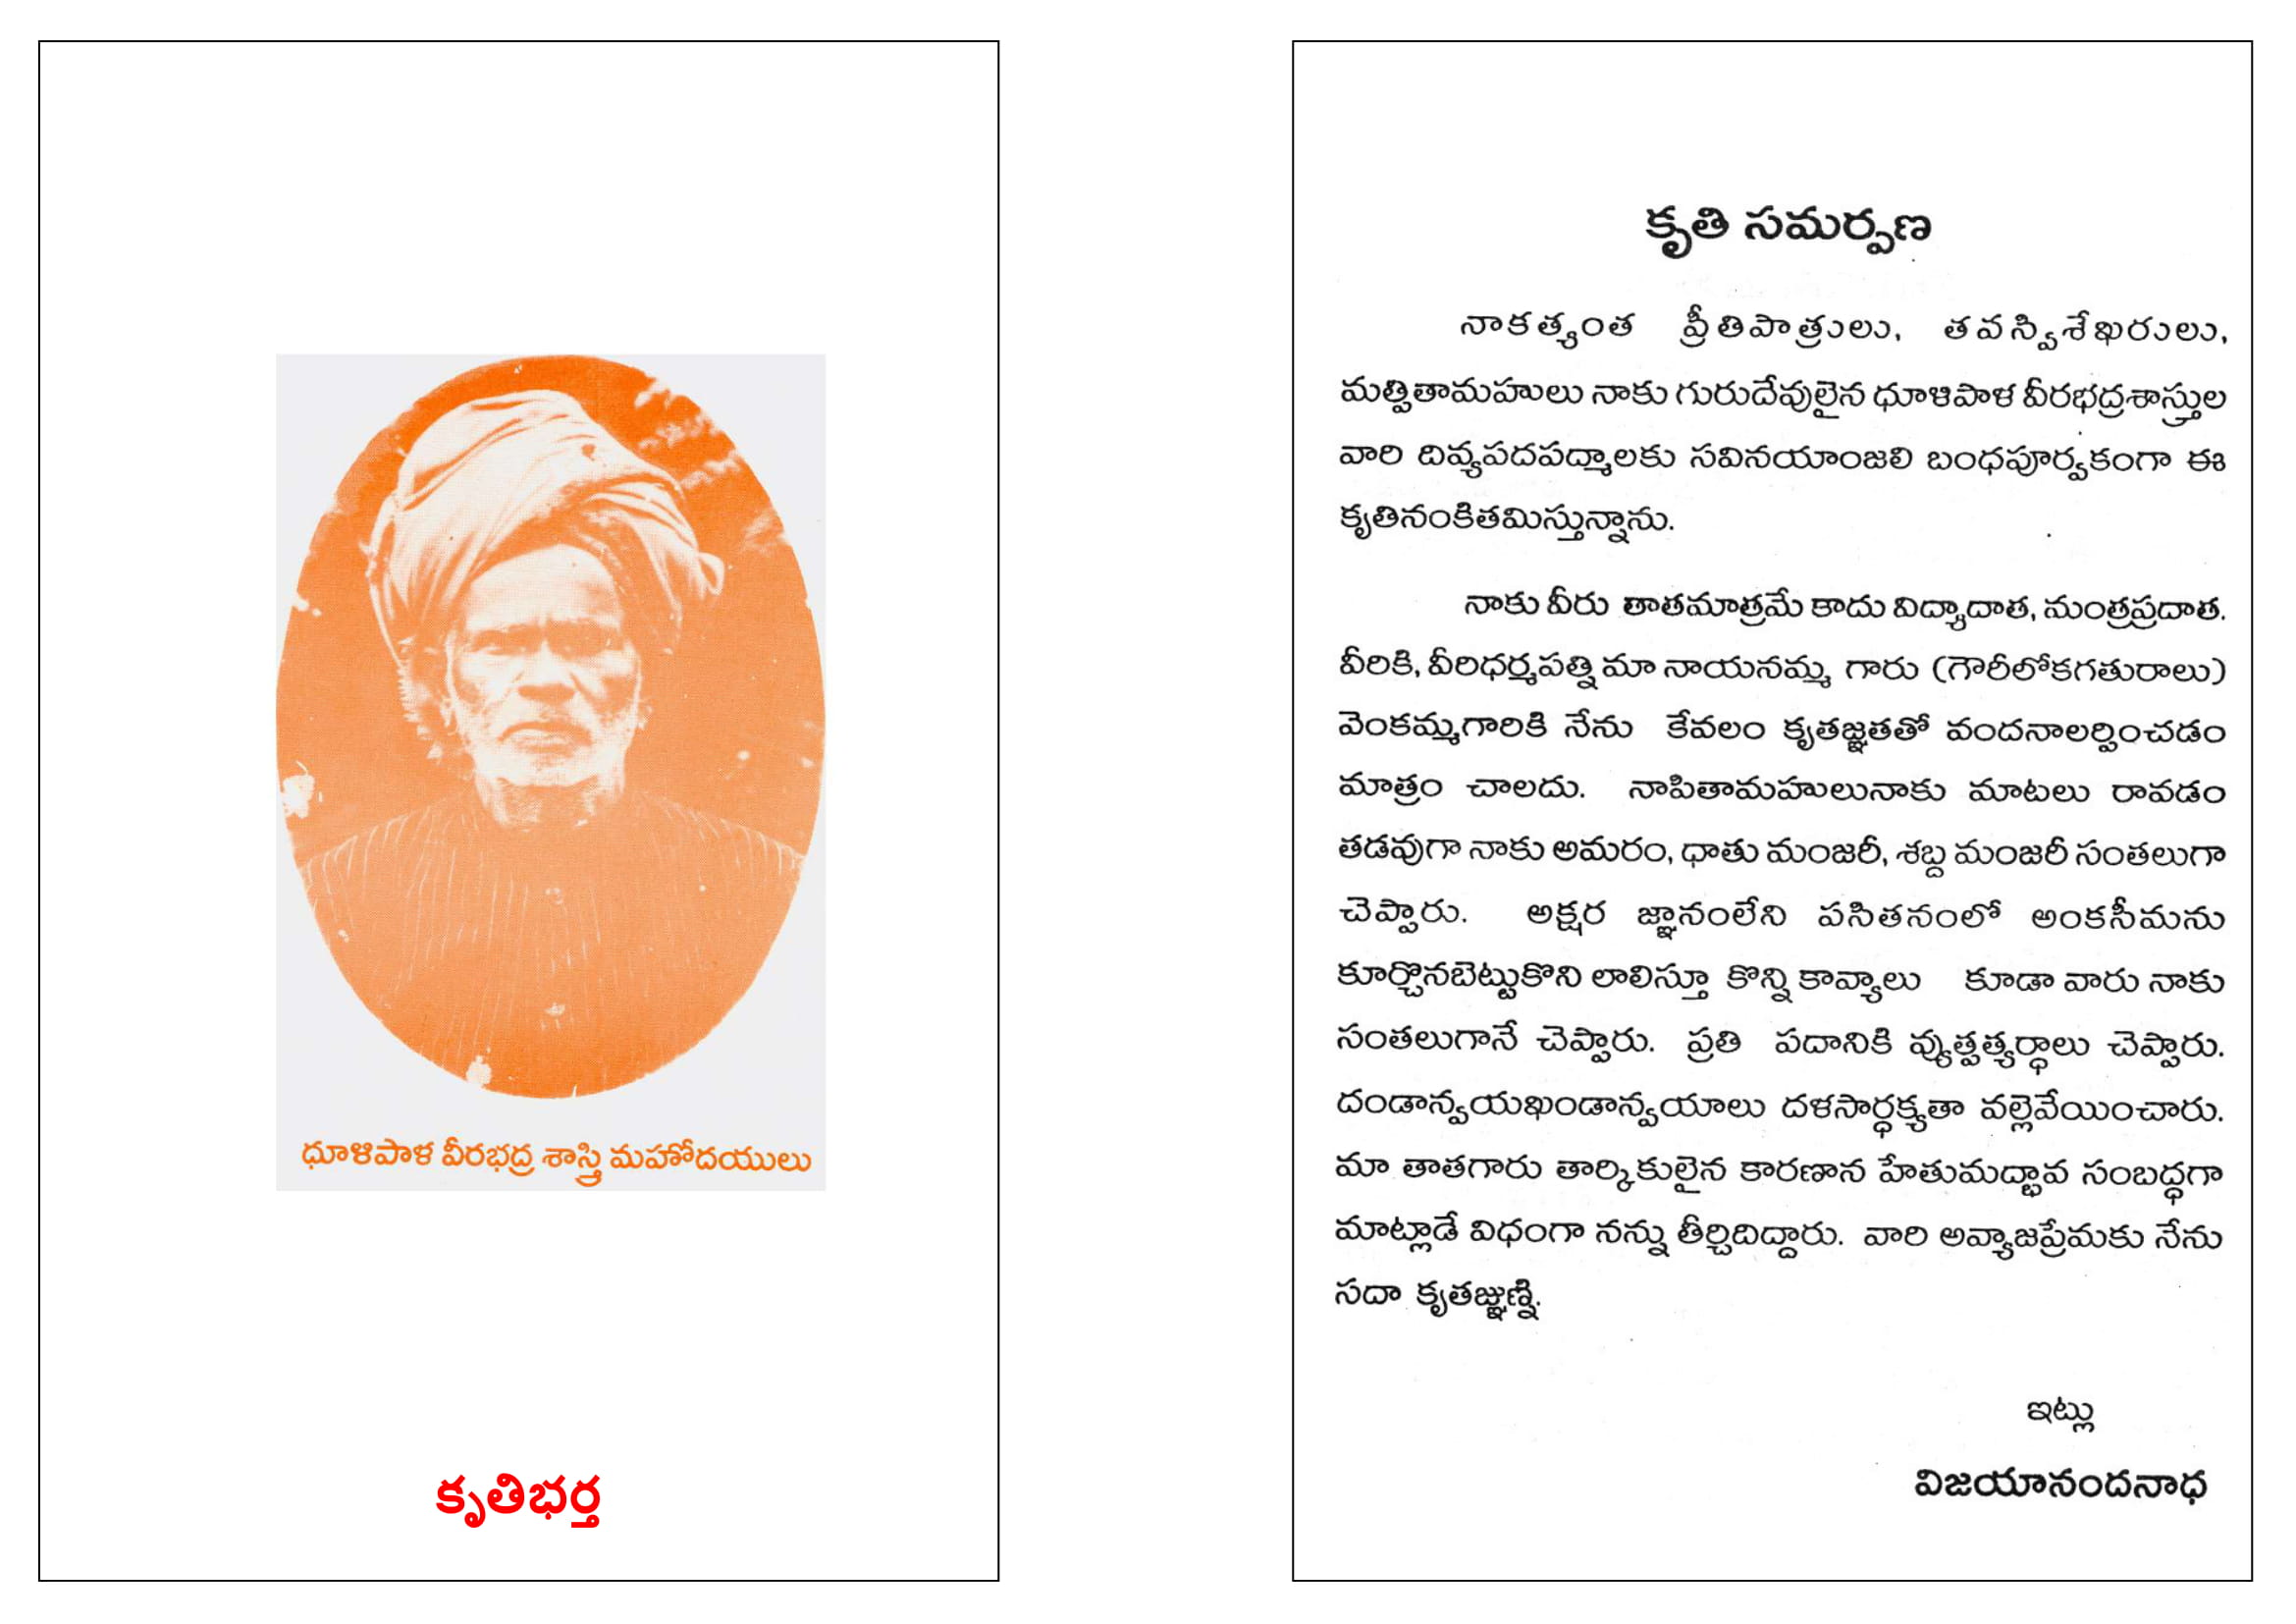 ధూళిపాళ వీరభద్ర శాస్త్రి మహోదయులు
కృతిభర్త
కృతి సమర్పణ
నాకత్యంత ప్రీతిపాత్రులు, తవస్విశేఖరులు,
మత్పితామహులు నాకు గురుదేవులైన ధూళిపాళ వీరభద్రశాస్త్రుల
వారి దివ్యపదపద్మాలకు సవినయాంజలి బంధపూర్వకంగా ఈ
కృతినంకితమిస్తున్నాను.
నాకు వీరు తాతమాత్రమే కాదు విద్యాదాత, మంత్రప్రదాత.
వీరికి, వీరిధర్మపత్ని మా నాయనమ్మ గారు (గౌరీలోకగతురాలు)
వెంకమ్మగారికి నేను కేవలం కృతజ్ఞతతో వందనాలర్పించడం
మాత్రం చాలదు. నాపితామహులునాకు మాటలు రావడం
తడవుగా నాకు అమరం, ధాతు మంజరీ, శబ్ద మంజరీ సంతలుగా
చెప్పారు. అక్షర జ్ఞానంలేని పసితనంలో అంకసీమను
కూర్చొనబెట్టుకొని లాలిస్తూ కొన్ని కావ్యాలు కూడా వారు నాకు
సంతలుగానే చెప్పారు. ప్రతి పదానికి వ్యుత్పత్యర్థాలు చెప్పారు.
దండాన్వయఖండాన్వయాలు దళసార్థక్యతా వల్లెవేయించారు.
మా తాతగారు తార్కికులైన కారణాన హేతుమద్భావ సంబద్ధగా
మాట్లాడే విధంగా నన్ను తీర్చిదిద్దారు. వారి అవ్యాజప్రేమకు నేను
సదా కృతజ్ఞుణ్ని.
ఇట్లు
విజయానందనాధ